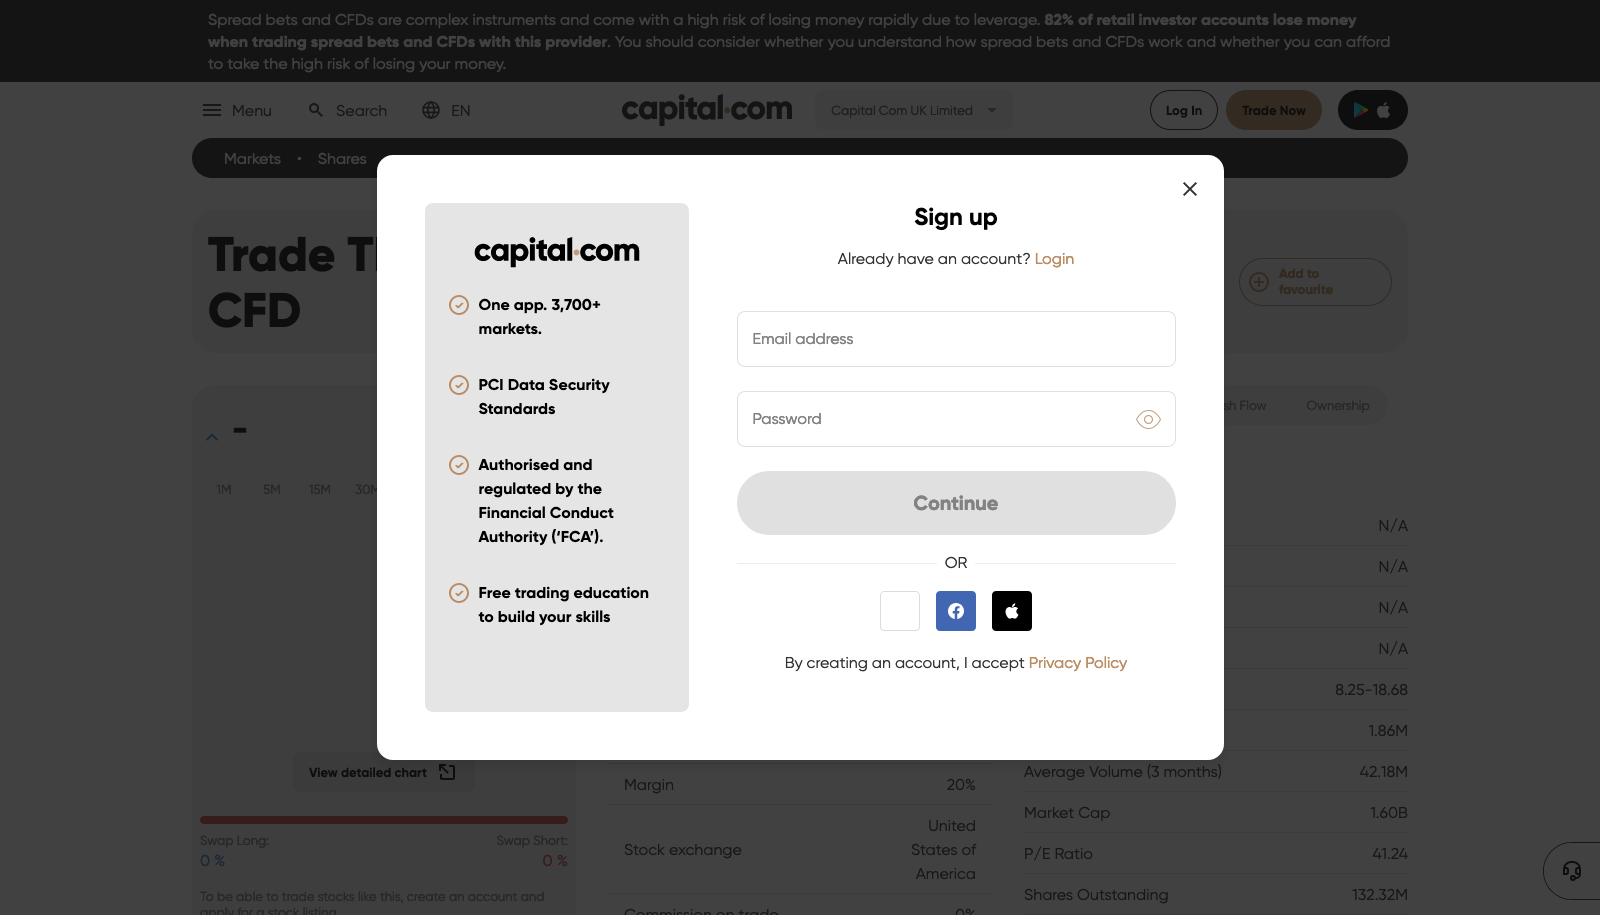 Spread bets and CFDs are complex instruments and come with a high risk of losing money rapidly due to leverage. 82% of retail investor accounts lose money
when trading spread bets and CFDs with this provider. You should consider whether you understand how spread bets and CFDs work and whether you can afford
to take the high risk of losing your money.
Menu
Search
EN
capital.com
Capital Com UK Limited
Log In
Trade Now
Markets • Shares
Trade
CFD
Add to
favourite
Sign up
Already have an account? Login
capital.com
One app. 3,700+
markets.
PCI Data Security
Standards
Authorised and
regulated by the
Financial Conduct
Authority (‘FCA’).
Free trading education
to build your skills
Email address
Password
Continue
OR
By creating an account, I accept Privacy Policy
Flow
Ownership
-
1M 5M 15M 30M
N/A
N/A
N/A
N/A
8.25-18.68
1.86M
Average Volume (3 months) 42.18M
Market Cap 1.60B
P/E Ratio 41.24
Shares Outstanding 132.32M
View detailed chart
Swap Long: Swap Short:
0 % 0 %
To be able to trade stocks like this, create an account and
apply for a stock listing
Margin 20%
Stock exchange
United
States of
America
Commission on trade 0%